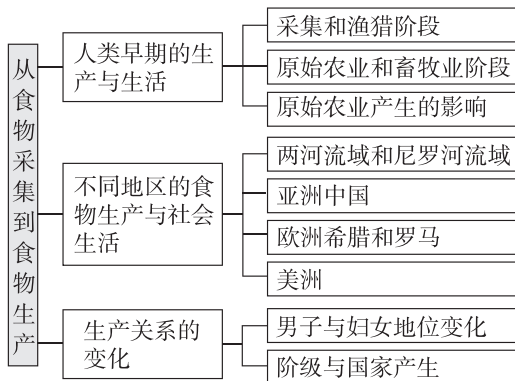 从食物采集到食物生产
人类早期的生
产与生活
采集和渔猎阶段
原始农业和畜牧业阶段
原始农业产生的影响
不同地区的食
物生产与社会
生活
两河流域和尼罗河流域
亚洲中国
欧洲希腊和罗马
美洲
生产关系的
变化
男子与妇女地位变化
阶级与国家产生